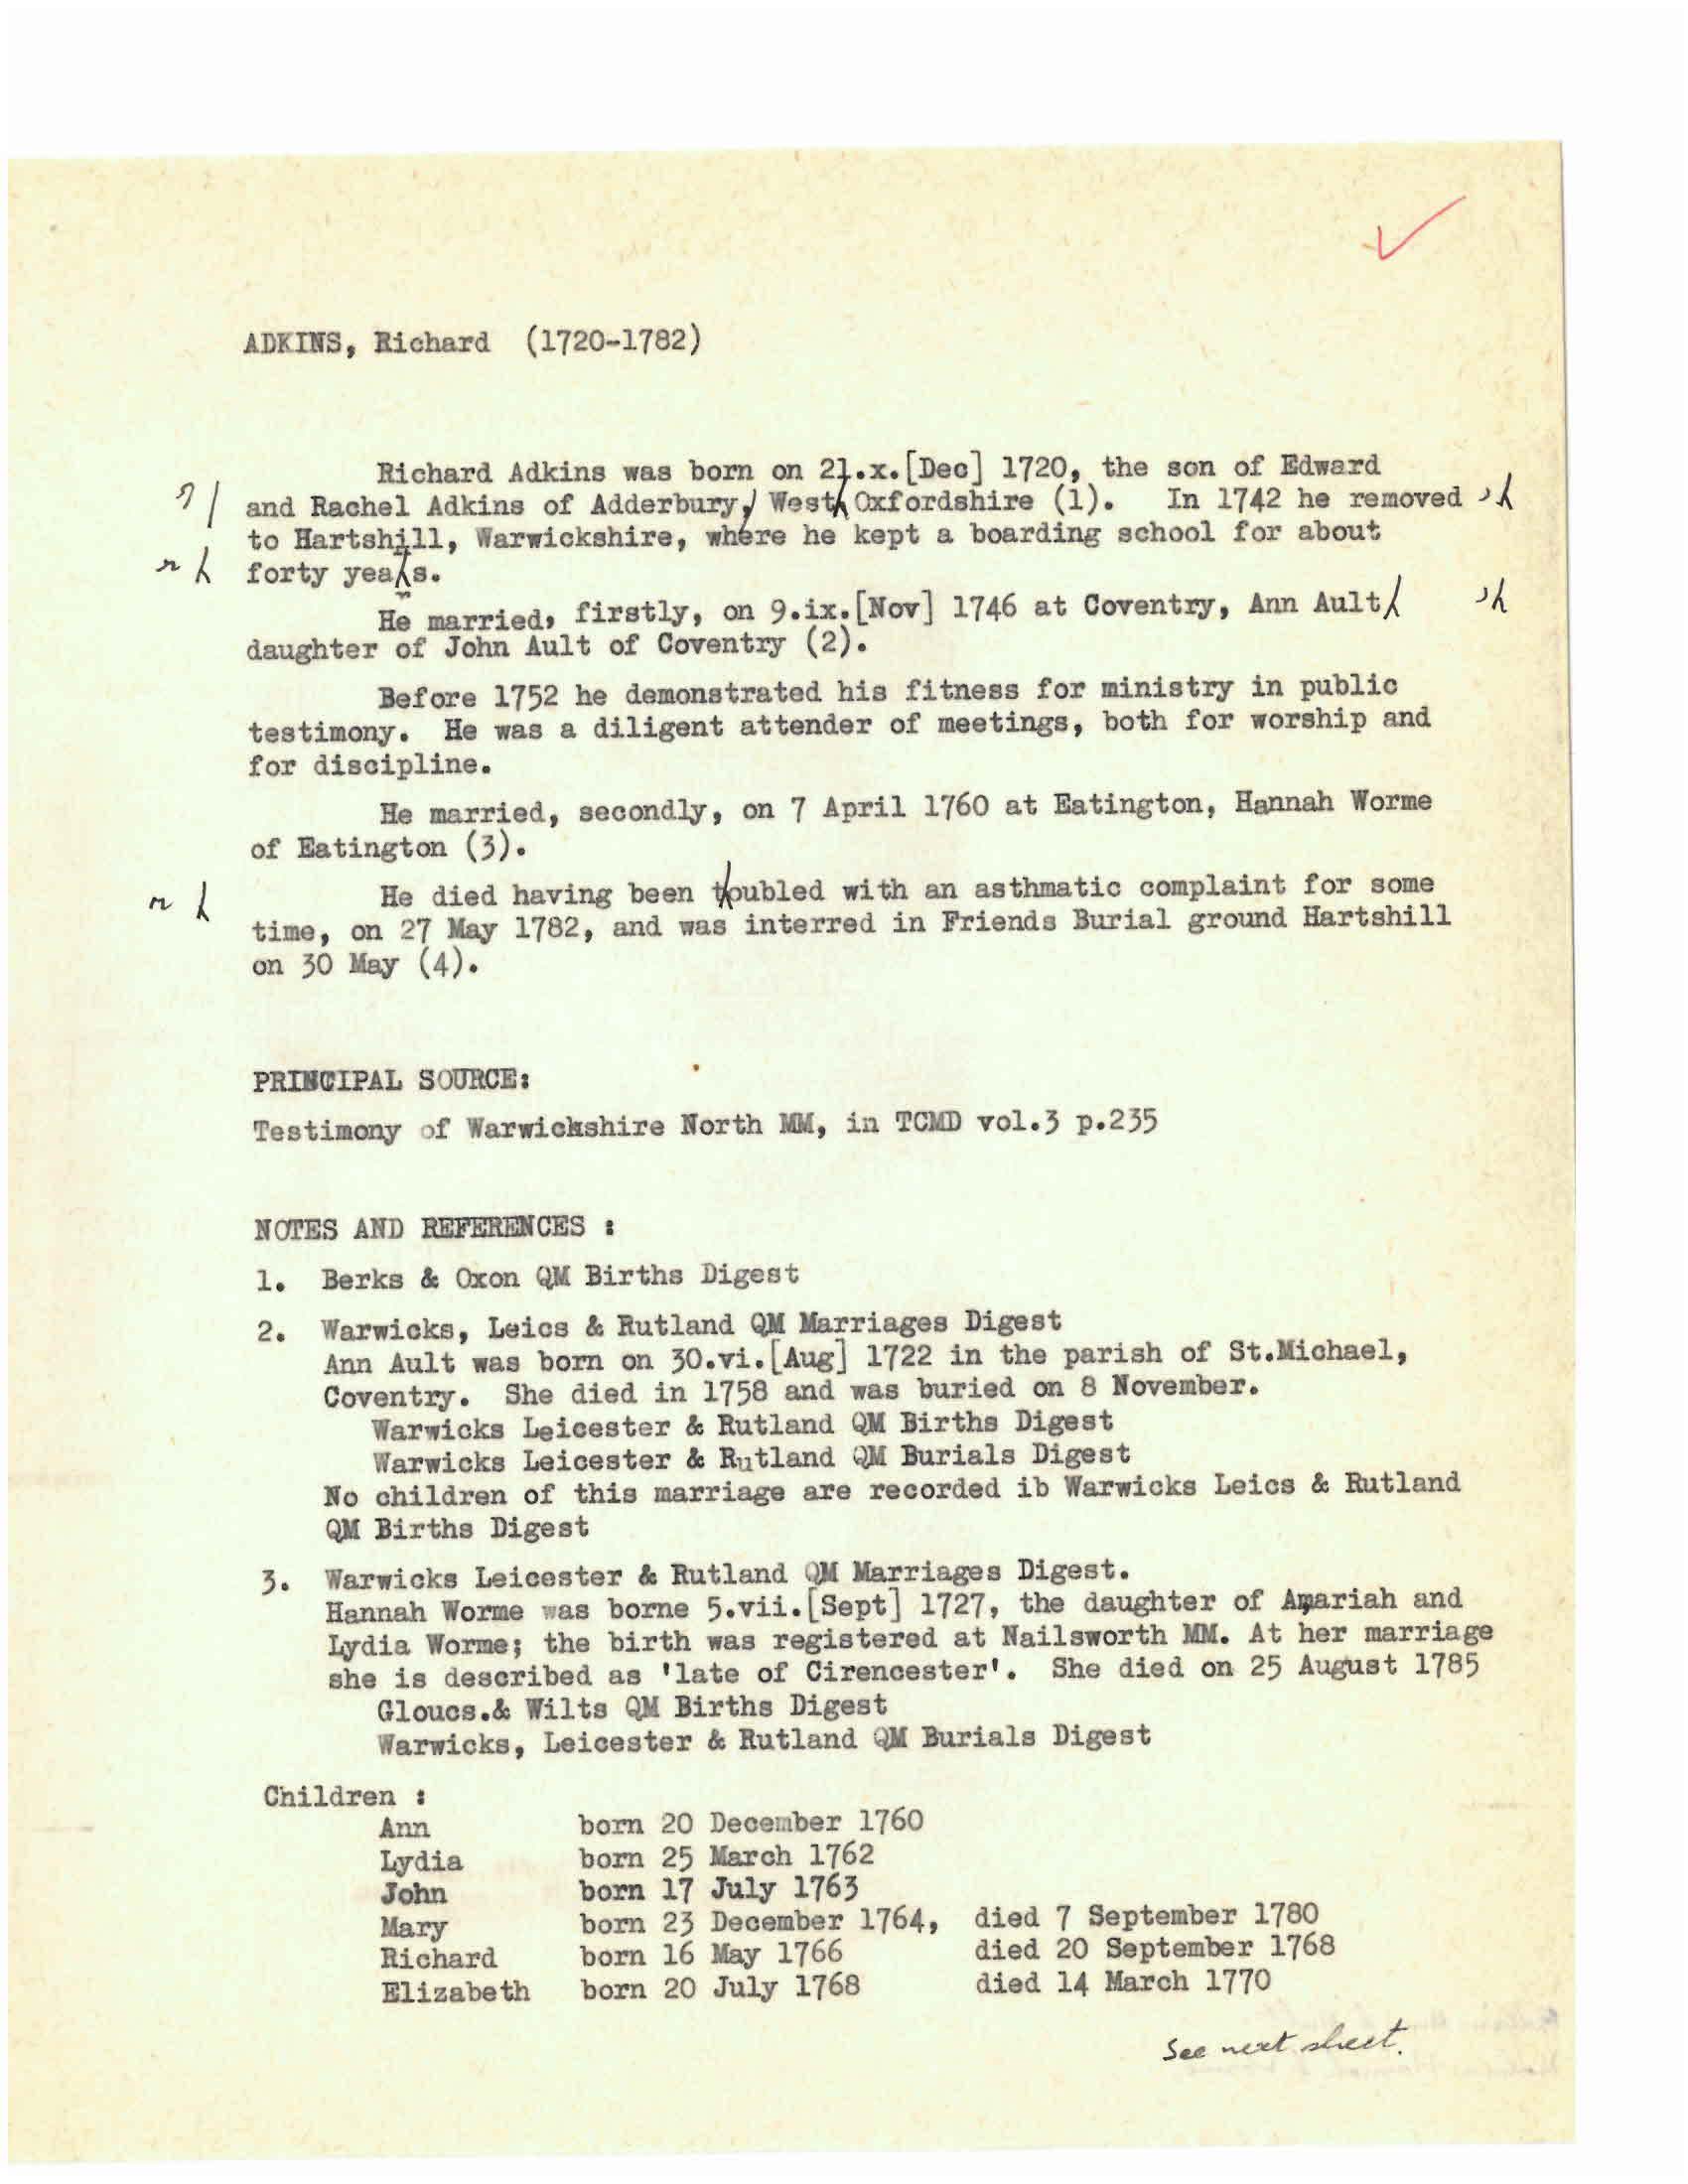 ADKINS, Richard (1720-1782)
Richard Adkins was born on 21.x.[Dec] 1720, the son of Edward
and Rachel Adkins of Adderbury, West Oxfordshire (1). In 1742 he removed
to Hartshill, Warwickshire, where he kept a boarding school for about
forty yeas.
He married, firstly, on 9.ix.[Nov] 1746 at Coventry, Ann Ault
daughter of John Ault of Coventry (2).
Before 1752 he demonstrated his fitness for ministry in public
testimony. He was a diligent attender of meetings, both for worship and
for discipline.
He married, secondly, on 7 April 1760 at Eatington, Hannah Worme
of Eatington (3).
r He died having been toubled with an asthmatic complaint for some
time, on 27 May 1782, and was interred in Friends Burial ground Hartshill
on 30 May (4).
PRINCIPAL SOURCE:
Testimony of Warwickshire North MM, in TCMD vol.3 p.235
NOTES AND REFERENCES :
1. Berks & Oxon QM Births Digest
2. Warwicks, Leics & Rutland QM Marriages Digest
Ann Ault was born on 30.vi.[Aug] 1722 in the parish of St.Michael,
Coventry. She died in 1758 and was buried on 8 November.
Warwicks Leicester & Rutland QM Births Digest
Warwicks Leicester & Rutland QM Burials Digest
No children of this marriage are recorded ib Warwicks Leics & Rutland
QM Births Digest
3. Warwicks Leicester & Rutland QM Marriages Digest.
Hannah Worme was borne 5.vii.[Sept] 1727, the daughter of Amariah and
Lydia Worme; the birth was registered at Nailsworth MM. At her marriage
she is described as 'late of Cirencester'. She died on 25 August 1785
Gloucs.& Wilts QM Births Digest
Warwicks, Leicester & Rutland QM Burials Digest
Children :
Ann born 20 December 1760
Lydia born 25 March 1762
John born 17 July 1763
Mary born 23 December 1764, died 7 September 1780
Richard born 16 May 1766 died 20 September 1768
Elizabeth born 20 July 1768 died 14 March 1770
See next sheet.